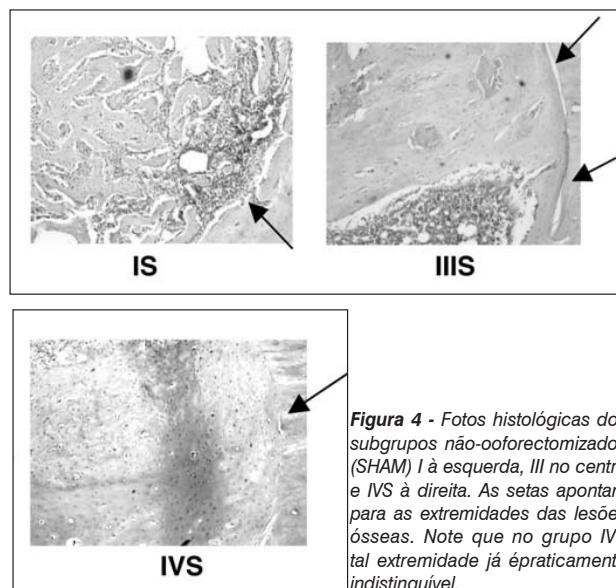 IS
IIIS
IVS
Figura 4 - Fotos histológicas do
subgrupos não-ooforectomizado
(SHAM) I à esquerda, III no centr
e IVS à direita. As setas apontar
para as extremidades das lesõe
ósseas. Note que no grupo IV
tal extremidade já épraticament
indistinguível.